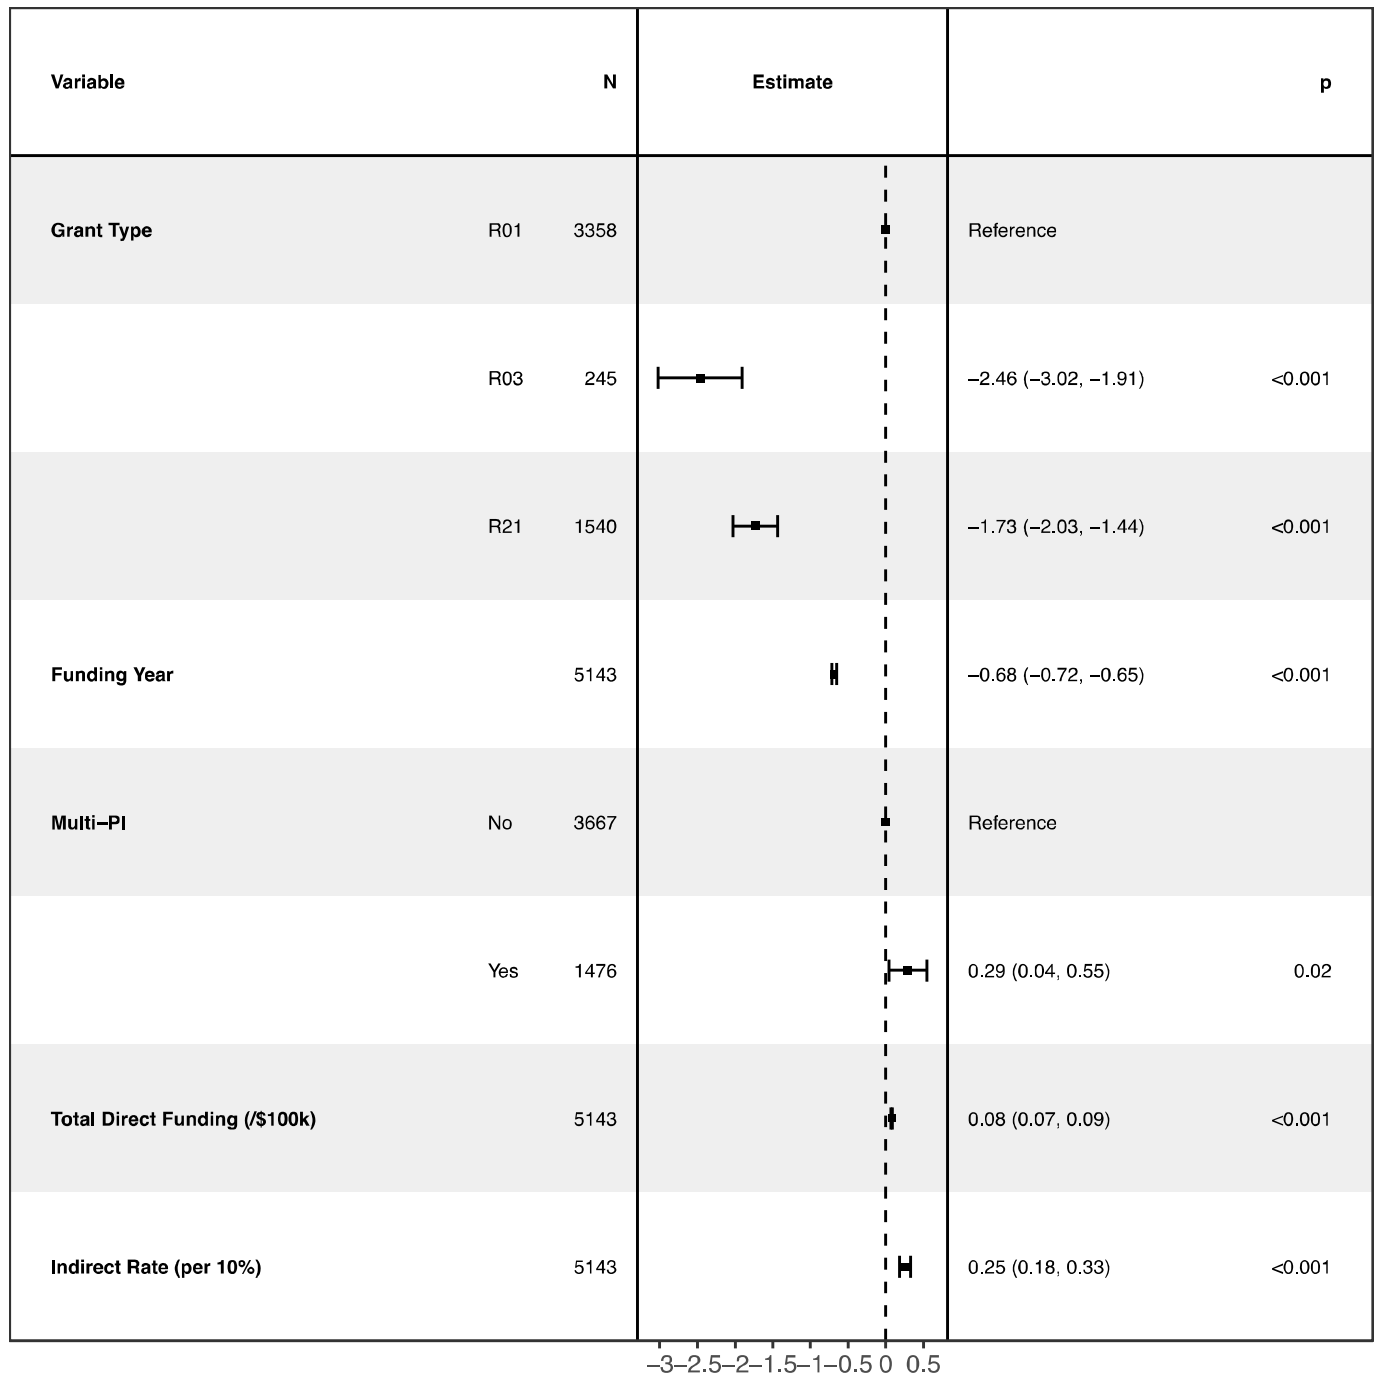 Variable N Estimate p
Grant Type R01 3358 Reference
R03 245 −2.46 (−3.02, −1.91) <0.001
R21 1540 −1.73 (−2.03, −1.44) <0.001
Funding Year 5143 −0.68 (−0.72, −0.65) <0.001
Multi−PI No 3667 Reference
Yes 1476 0.29 (0.04, 0.55) 0.02
Total Direct Funding (/$100k) 5143 0.08 (0.07, 0.09) <0.001
Indirect Rate (per 10%) 5143 0.25 (0.18, 0.33) <0.001
−3 −2.5 −2 −1.5 −1 −0.5 0 0.5